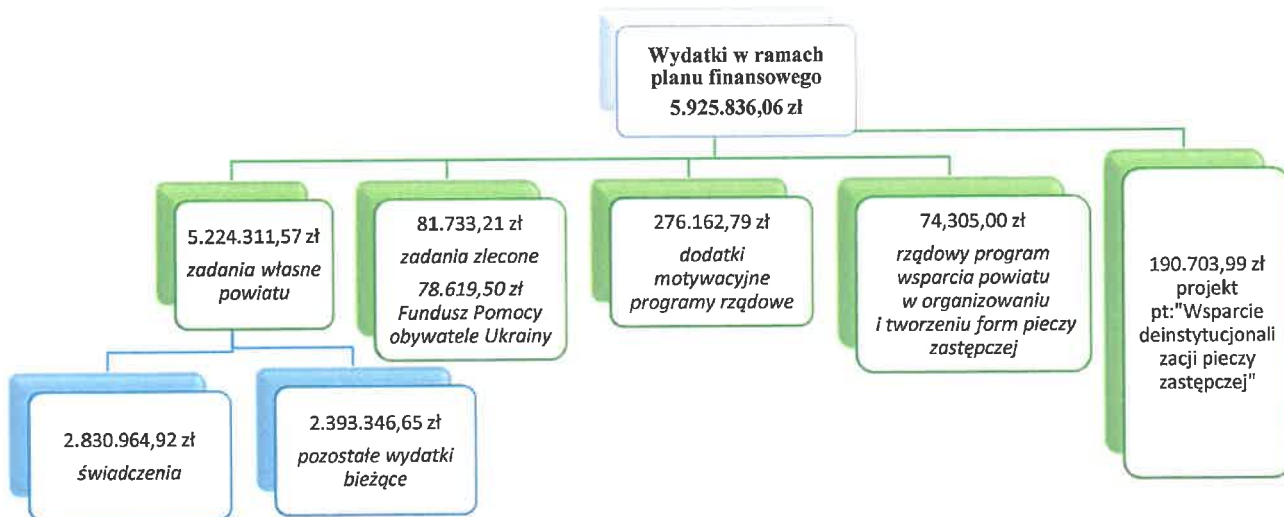 Wydatki w ramach
planu finansowego
5.925.836,06 zł
5.224.311,57 zł
zadania własne
powiatu
81.733,21 zł
zadania zlecone
78.619,50 zł
Fundusz Pomocy
obywatele Ukrainy
276.162,79 zł
dodatki
motywacyjne
programy rządowe
74,305,00 zł
rządowy program
wsparcia powiatu
w organizowaniu
i tworzeniu form pieczy
zastępczej
190.703,99 zł
projekt
pt:"Wsparcie
deinstytucjonali
zacji pieczy
zastępczej"
2.830.964,92 zł
świadczenia
2.393.346,65 zł
pozostałe wydatki
bieżące